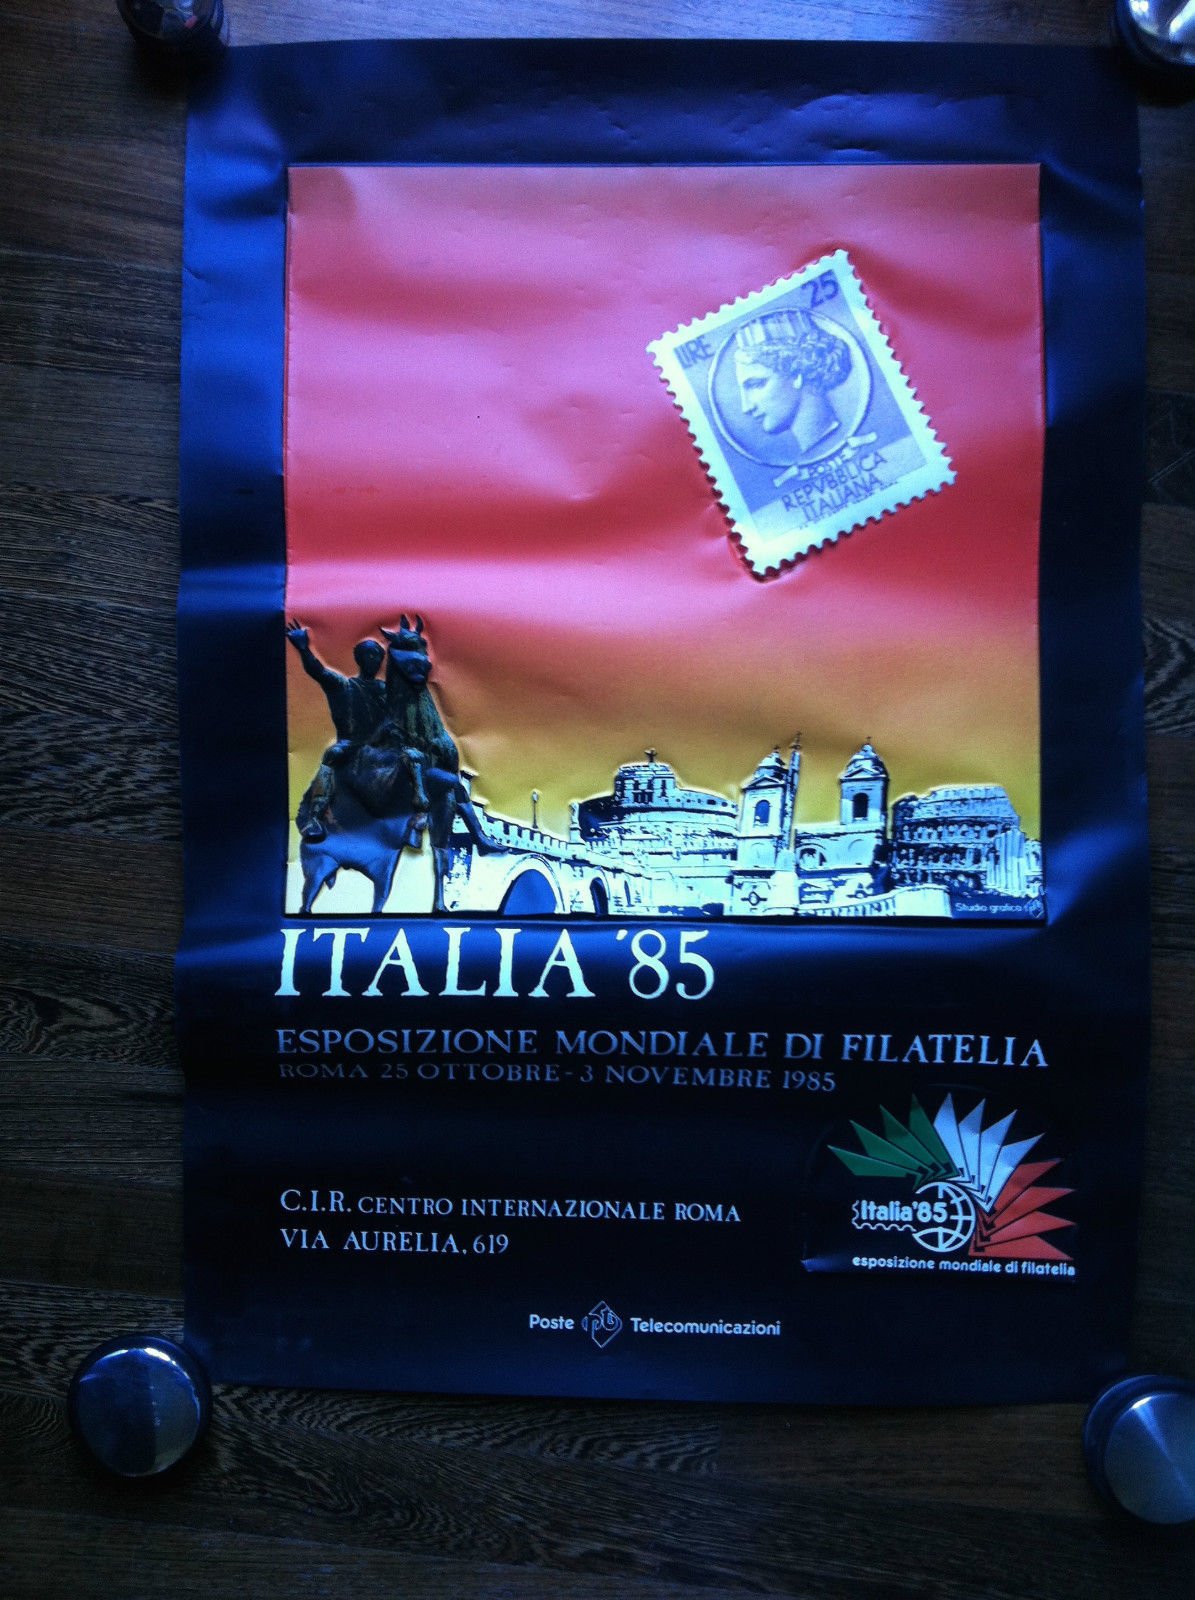 LIRE
25
POSTE
REPVBBLICA
ITALIANA
Studio grafico
ITALIA '85
ESPOSIZIONE MONDIALE DI FILATELIA
ROMA 25 OTTOBRE - 3 NOVEMBRE 1985
Italia'85
esposizione mondiale di filatelia
C.I.R. CENTRO INTERNAZIONALE ROMA
VIA AURELIA, 619
Poste Telecomunicazioni